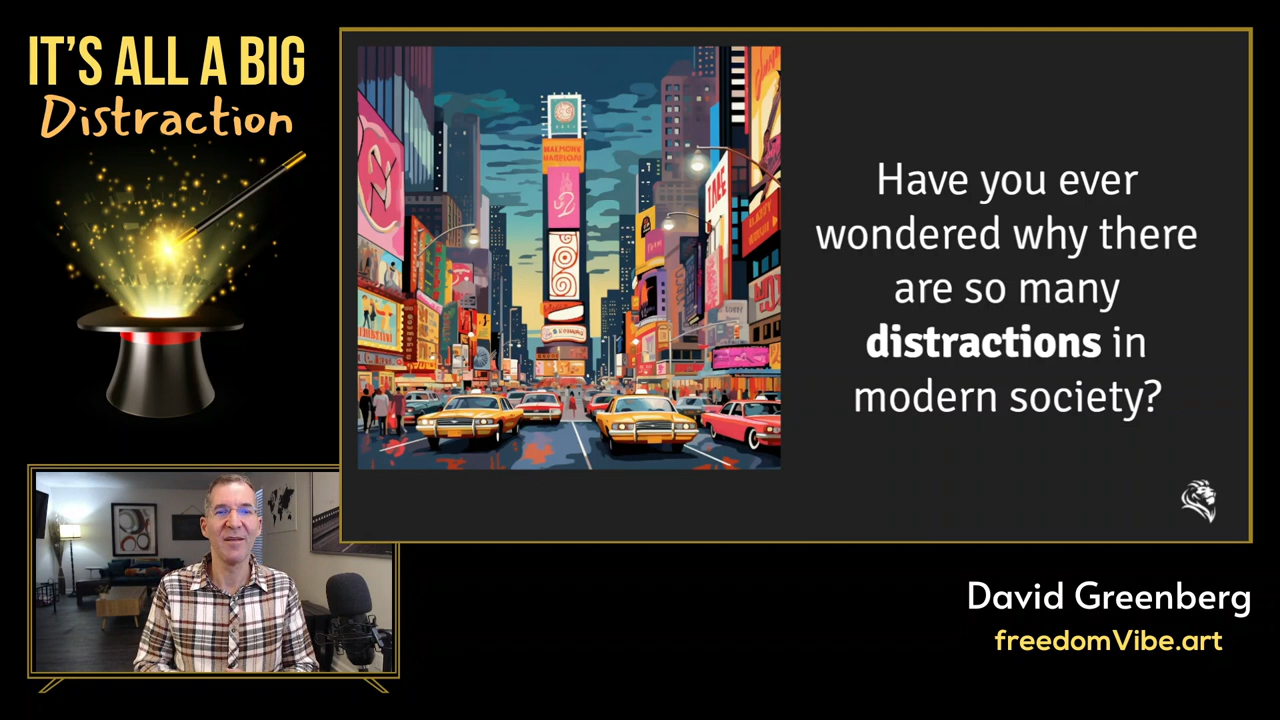 IT'S ALL A BIG
Distraction
TAKE
Have you ever
wondered why there
are so many
distractions in
modern society?
David Greenberg
freedomVibe.art